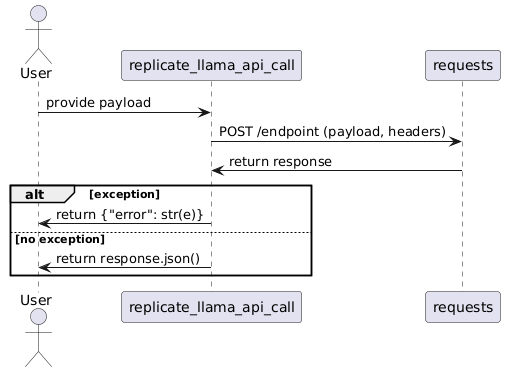 User
replicate_llama_api_call
requests
provide payload
POST /endpoint (payload, headers)
return response
alt [exception]
return {"error": str(e)}
[no exception]
return response.json()
User
replicate_llama_api_call
requests